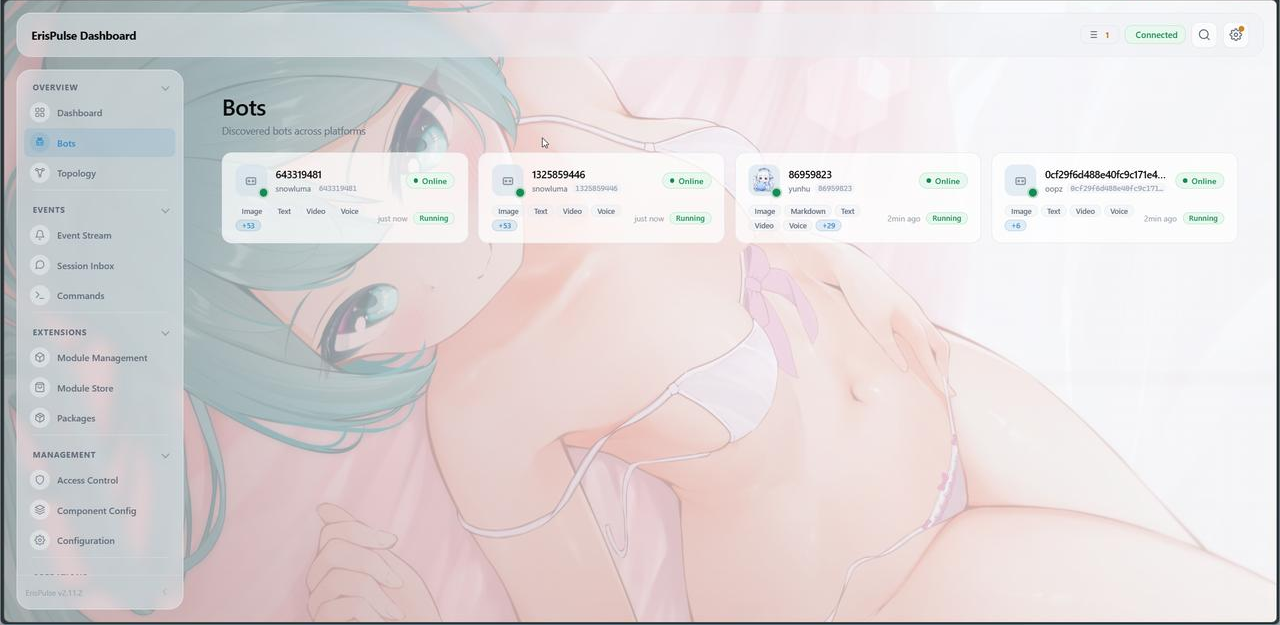 ErisPulse Dashboard
1
Connected
OVERVIEW
Dashboard
Bots
Topology
EVENTS
Event Stream
Session Inbox
Commands
EXTENSIONS
Module Management
Module Store
Packages
MANAGEMENT
Access Control
Component Config
Configuration
ErisPulse v2.11.2
Bots
Discovered bots across platforms
643319481
Online
snowluma 643319481
Image Text Video Voice
+53
just now Running
1325859446
Online
snowluma 1325859446
Image Text Video Voice
+53
just now Running
86959823
Online
yunhu 86959823
Image Markdown Text
Video Voice +29
2min ago Running
0cf29f6d488e40fc9c171e4...
Online
oopz 0cf29f6d488e40fc9c171...
Image Text Video Voice
+6
2min ago Running